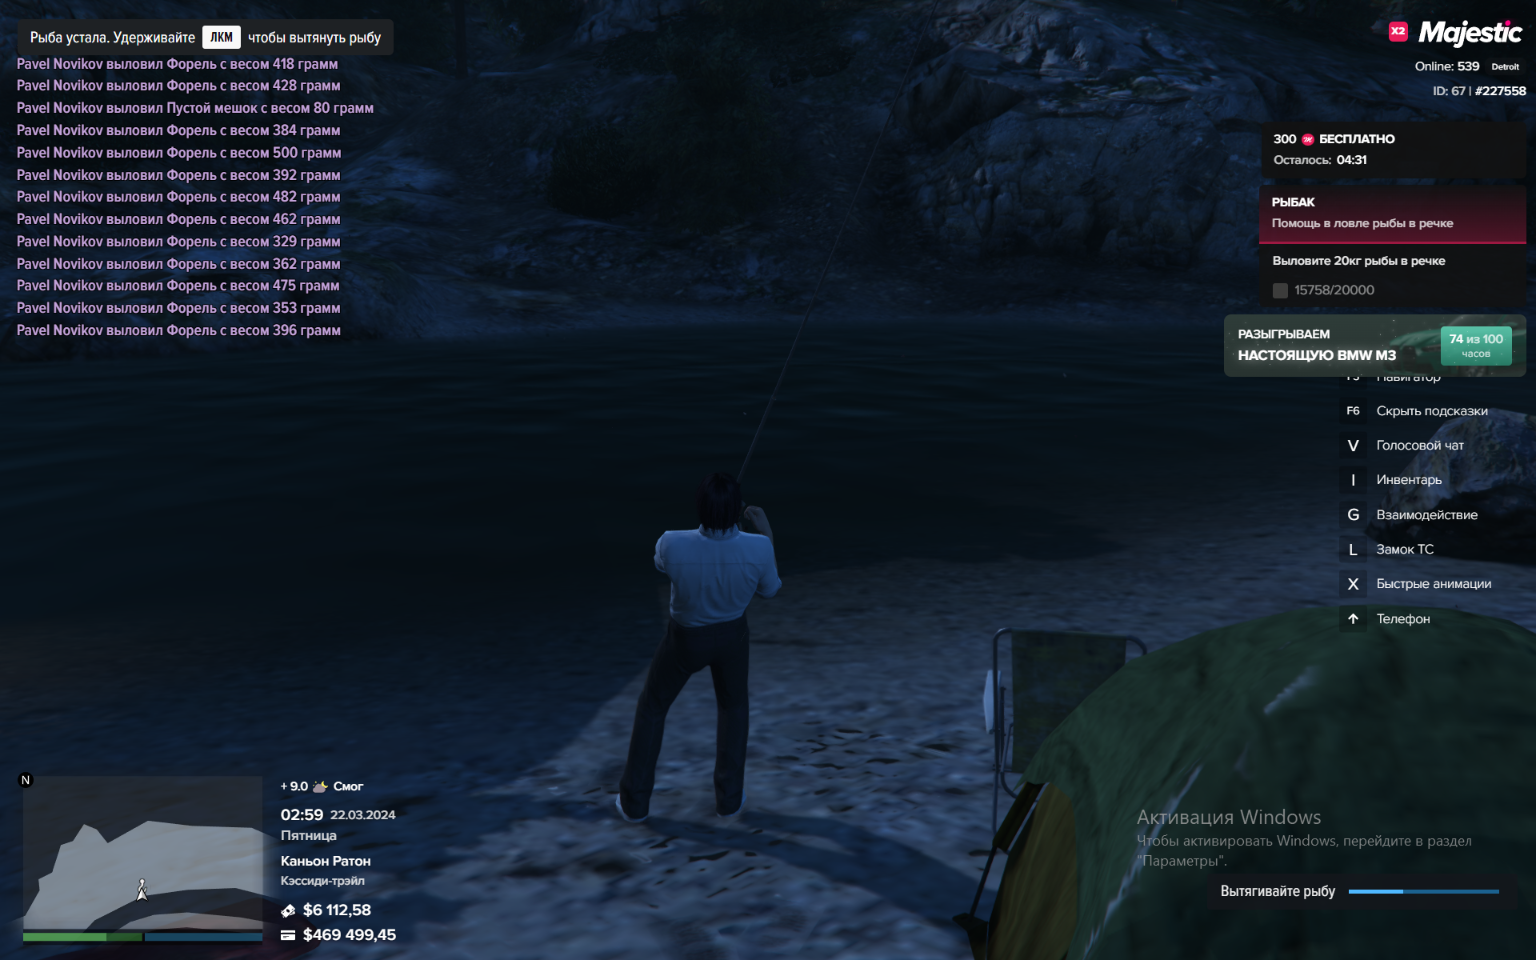 Рыба устала. Удерживайте ЛКМ чтобы вытянуть рыбу
Pavel Novikov выловил Форель с весом 418 грамм
Pavel Novikov выловил Форель с весом 428 грамм
Pavel Novikov выловил Пустой мешок с весом 80 грамм
Pavel Novikov выловил Форель с весом 384 грамм
Pavel Novikov выловил Форель с весом 500 грамм
Pavel Novikov выловил Форель с весом 392 грамм
Pavel Novikov выловил Форель с весом 482 грамм
Pavel Novikov выловил Форель с весом 462 грамм
Pavel Novikov выловил Форель с весом 329 грамм
Pavel Novikov выловил Форель с весом 362 грамм
Pavel Novikov выловил Форель с весом 475 грамм
Pavel Novikov выловил Форель с весом 353 грамм
Pavel Novikov выловил Форель с весом 396 грамм
X2 Majestic
Online: 539 Detroit
ID: 67 | #227558
300 БЕСПЛАТНО
Осталось: 04:31
РЫБАК
Помощь в ловле рыбы в речке
Выловите 20кг рыбы в речке
15758/20000
РАЗЫГРЫВАЕМ
НАСТОЯЩУЮ BMW M3
74 из 100
часов
Навигатор
F6 Скрыть подсказки
V Голосовой чат
I Инвентарь
G Взаимодействие
L Замок ТС
X Быстрые анимации
Телефон
N
+ 9.0 Смог
02:59 22.03.2024
Пятница
Каньон Ратон
Кэссиди-трэйл
$6 112,58
$469 499,45
Активация Windows
Чтобы активировать Windows, перейдите в раздел
"Параметры".
Вытягивайте рыбу